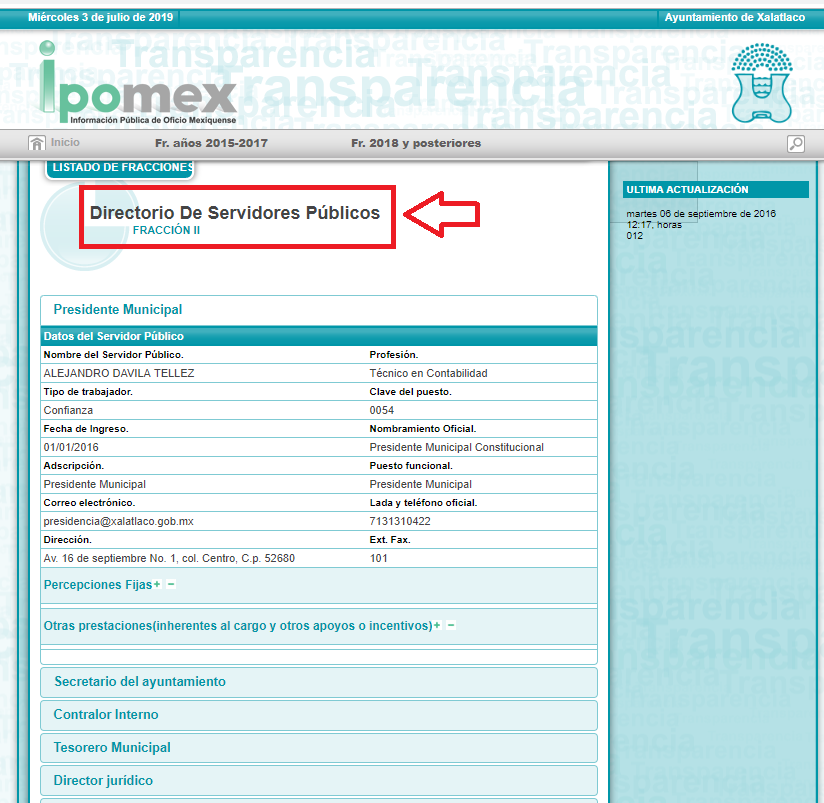 Miércoles 3 de julio de 2019 Ayuntamiento de Xalatlaco
Transparencia
ipomex
Información Pública de Oficio Mexiquense
Inicio Fr. años 2015-2017 Fr. 2018 y posteriores
LISTADO DE FRACCIONES
Directorio De Servidores Públicos
FRACCIÓN II
ULTIMA ACTUALIZACIÓN
martes 06 de septiembre de 2016
12:17, horas
012
Presidente Municipal
Datos del Servidor Público
Nombre del Servidor Público. Profesión.
ALEJANDRO DAVILA TELLEZ Técnico en Contabilidad
Tipo de trabajador. Clave del puesto.
Confianza 0054
Fecha de Ingreso. Nombramiento Oficial.
01/01/2016 Presidente Municipal Constitucional
Adscripción. Puesto funcional.
Presidente Municipal Presidente Municipal
Correo electrónico. Lada y teléfono oficial.
presidencia@xalatlaco.gob.mx 7131310422
Dirección. Ext. Fax.
Av. 16 de septiembre No. 1, col. Centro, C.p. 52680 101
Percepciones Fijas+ −
Otras prestaciones(inherentes al cargo y otros apoyos o incentivos)+ −
Secretario del ayuntamiento
Contralor Interno
Tesorero Municipal
Director jurídico